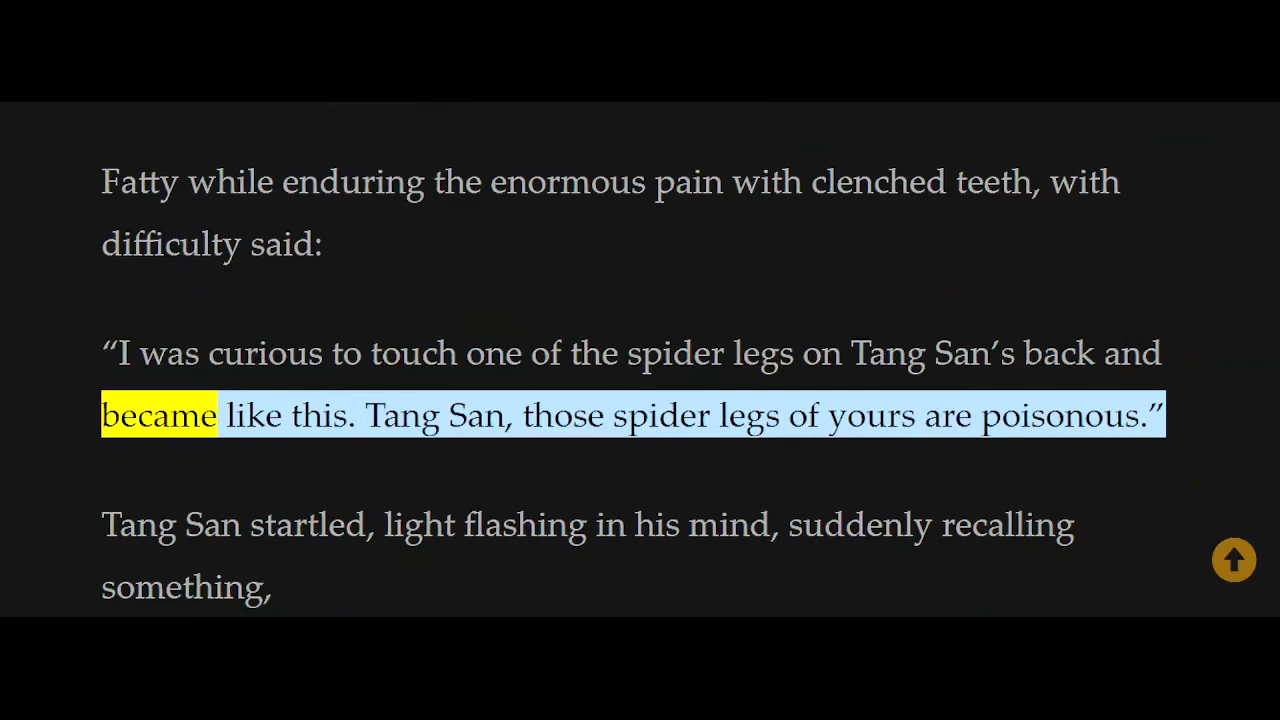 Fatty while enduring the enormous pain with clenched teeth, with
difficulty said:
“I was curious to touch one of the spider legs on Tang San’s back and
became like this. Tang San, those spider legs of yours are poisonous.”
Tang San startled, light flashing in his mind, suddenly recalling
something,